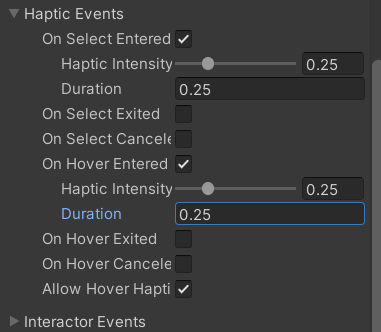 Haptic Events
On Select Entered
Haptic Intensity 0.25
Duration 0.25
On Select Exited
On Select Cancele
On Hover Entered
Haptic Intensity 0.25
Duration 0.25
On Hover Exited
On Hover Cancele
Allow Hover Hapti
Interactor Events